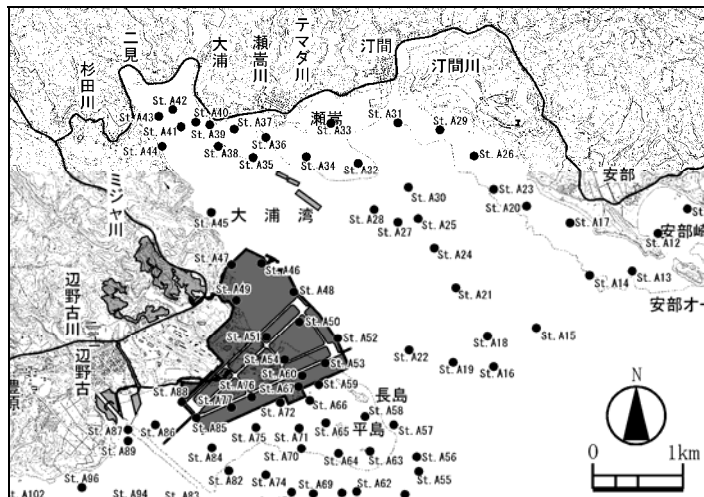 二見
大浦
瀬嵩川
テマダ川
汀間
汀間川
杉田川
St. A42
St. A43
St. A40
St. A41
St. A39
St. A37
瀬嵩
St. A33
St. A31
St. A29
St. A44
St. A38
St. A36
St. A35
St. A34
St. A32
St. A26
ミジャ川
安部
St. A30
St. A23
St. A20
St. A45
大浦湾
St. A28
St. A27
St. A25
St. A17
St.
安部崎
St. A12
St. A24
St. A47
St. A46
St. A14
St. A13
St. A48
St. A49
St. A21
安部オー
辺野古川
St. A50
St. A51
St. A52
St. A18
St. A15
辺野古
St. A54
St. A53
St. A22
St. A19
St. A16
St. A60
St. A59
St. A88
St. A76
St. A67
長島
N
St. A77
St. A72
St. A66
St. A58
St. A87
St. A86
St. A85
St. A75
St. A71
St. A65
平島
St. A57
St. A89
St. A84
St. A70
St. A64
St. A63
St. A56
0
1km
St. A96
St. A82
St. A74
St. A55
St. A102
St. A94
St. A83
St. A69
St. A62